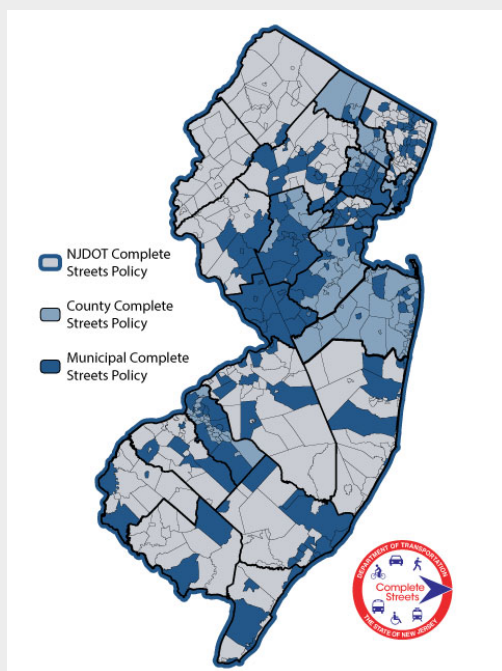 NJDOT Complete
Streets Policy
County Complete
Streets Policy
Municipal Complete
Streets Policy
DEPARTMENT OF TRANSPORTATION
Complete
Streets
THE STATE OF NEW JERSEY